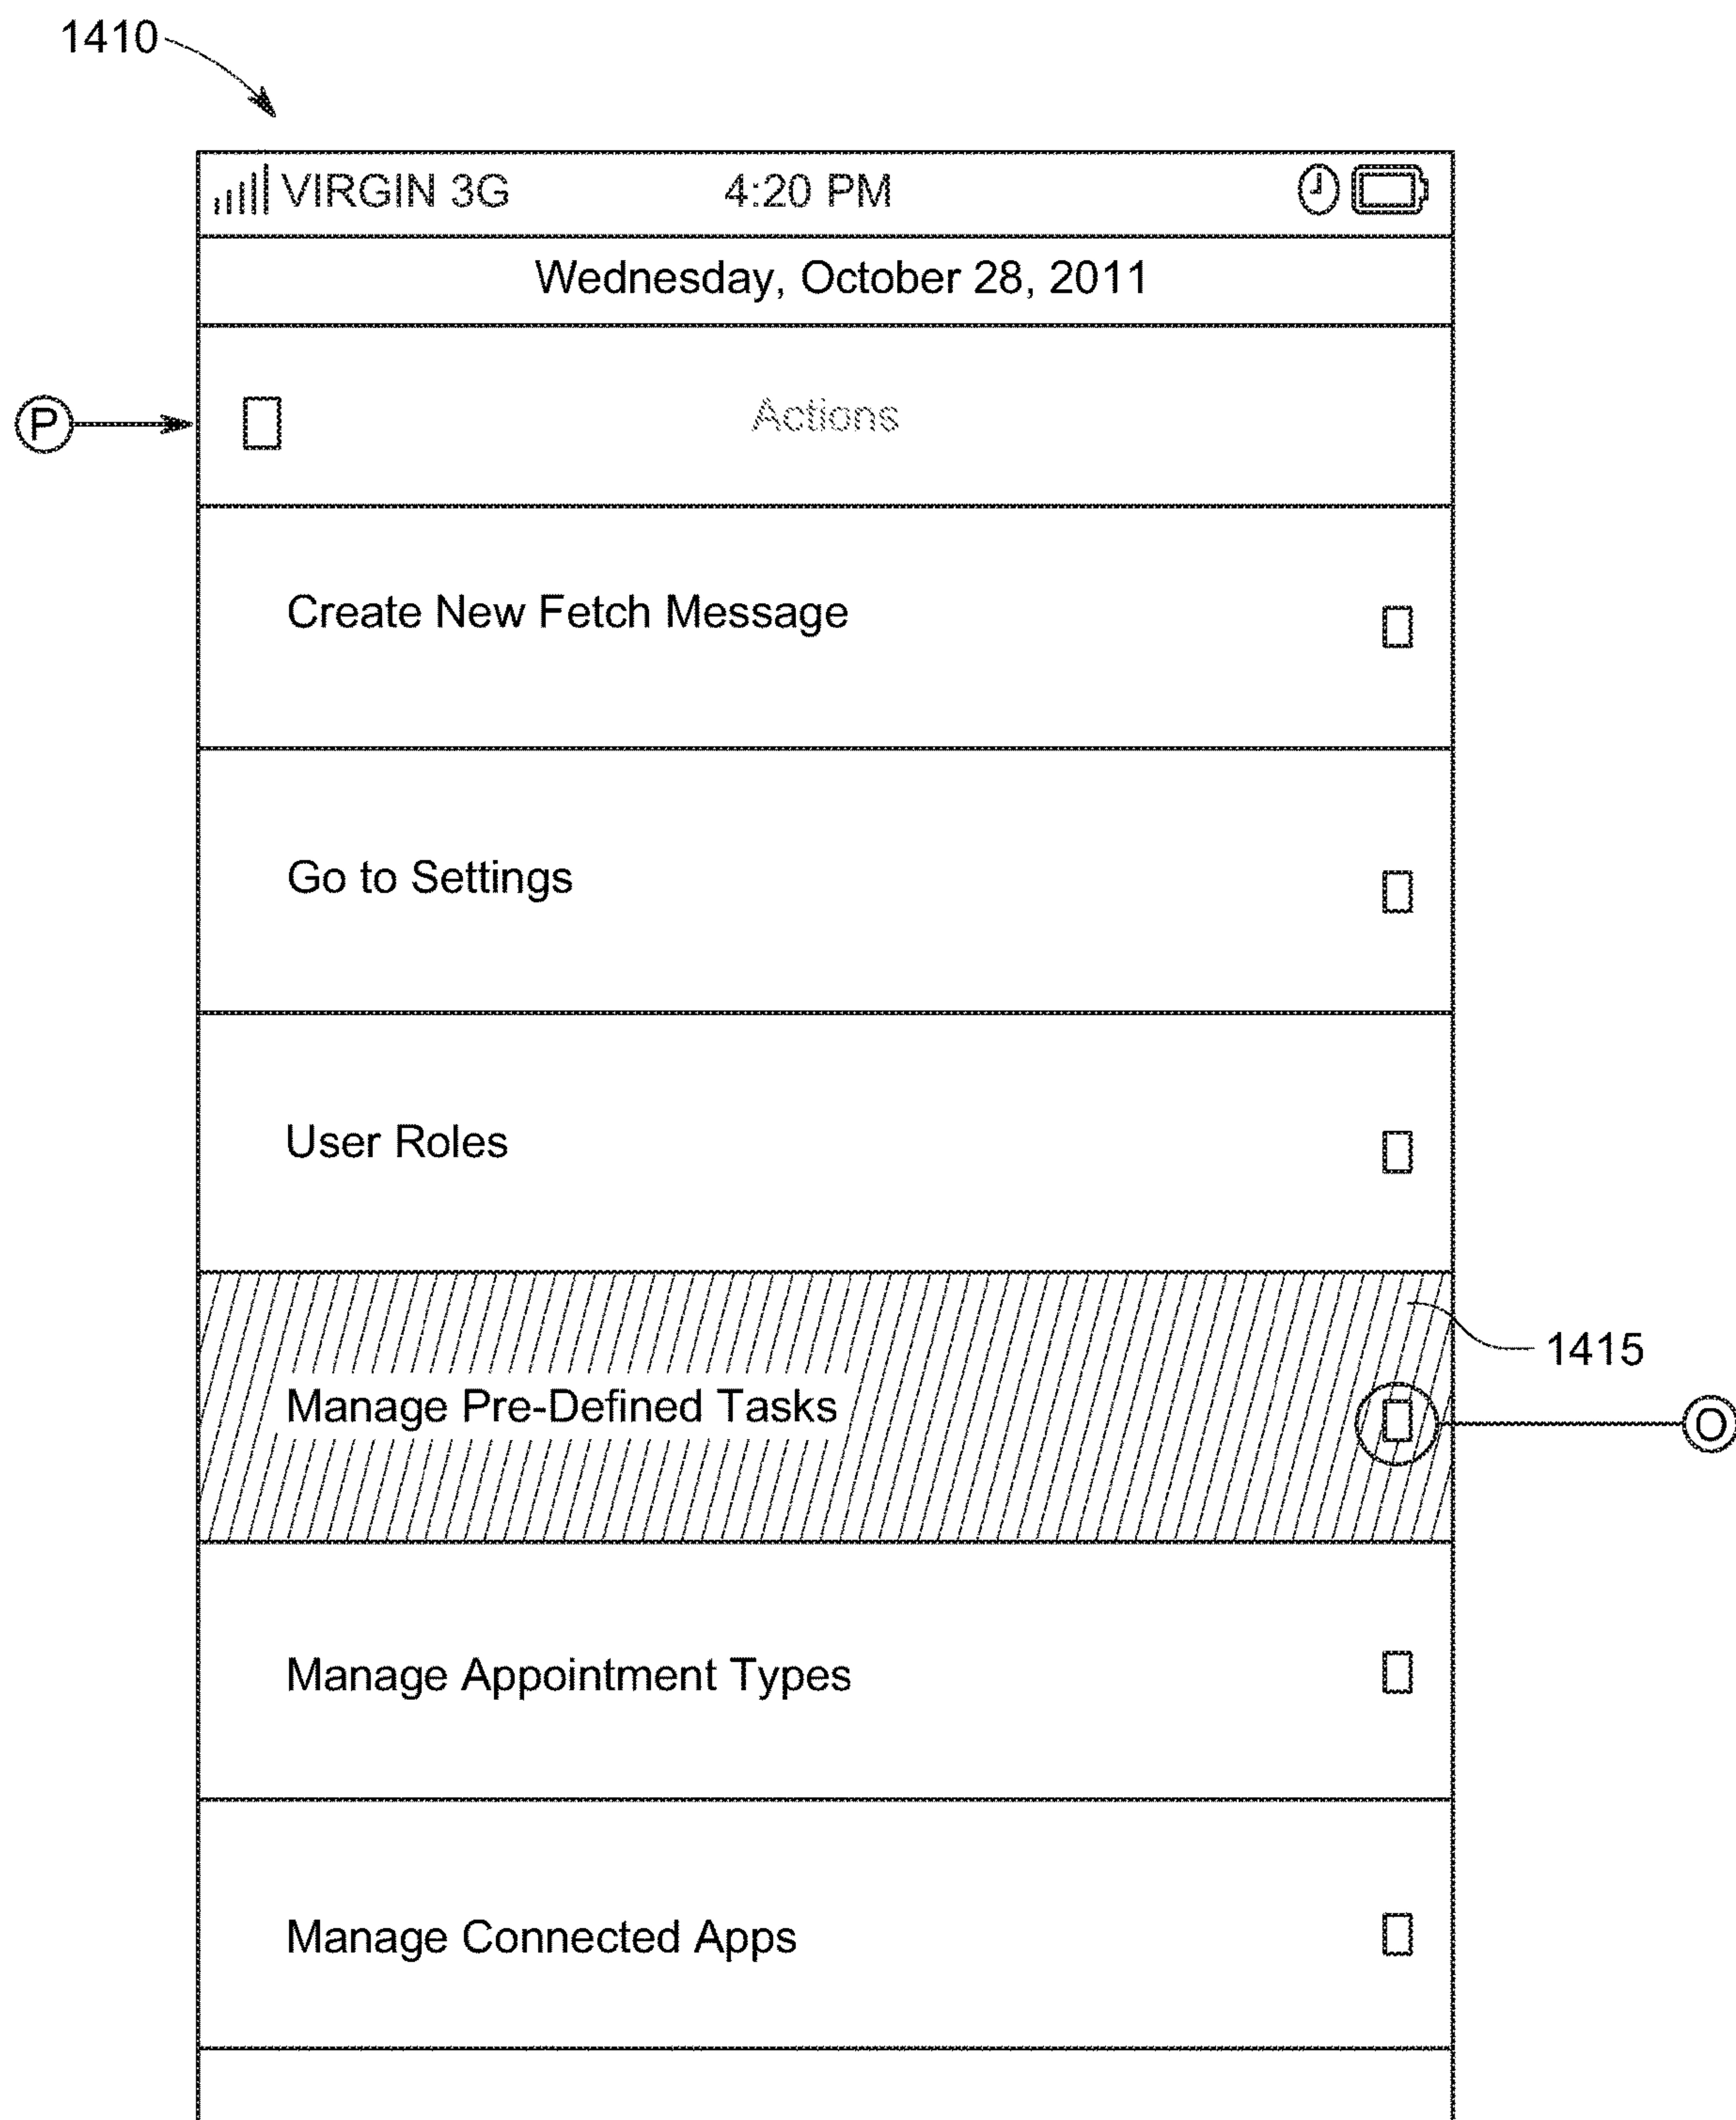 1410
VIRGIN 3G 4:20 PM
Wednesday, October 28, 2011
P
Actions
Create New Fetch Message
Go to Settings
User Roles
1415
Manage Pre-Defined Tasks
O
Manage Appointment Types
Manage Connected Apps